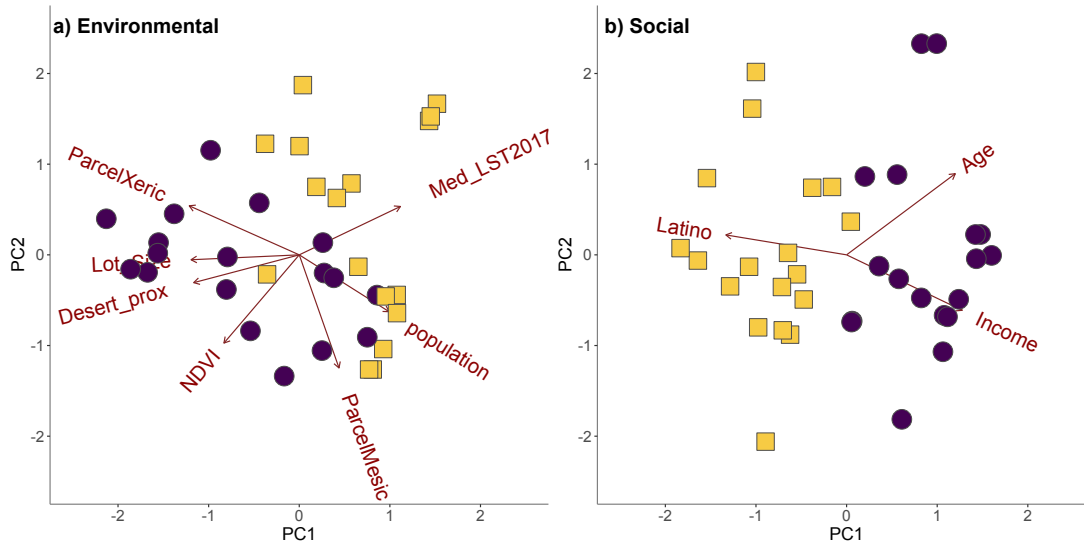 a) Environmental
PC2
2
1
0
-1
-2
ParcelXeric
Med_LST2017
Lot_Size
Desert_prox
NDVI
population
ParcelMesic
-2
-1
0
1
2
PC1
b) Social
PC2
2
1
0
-1
-2
Age
Latino
Income
-2
-1
0
1
2
PC1